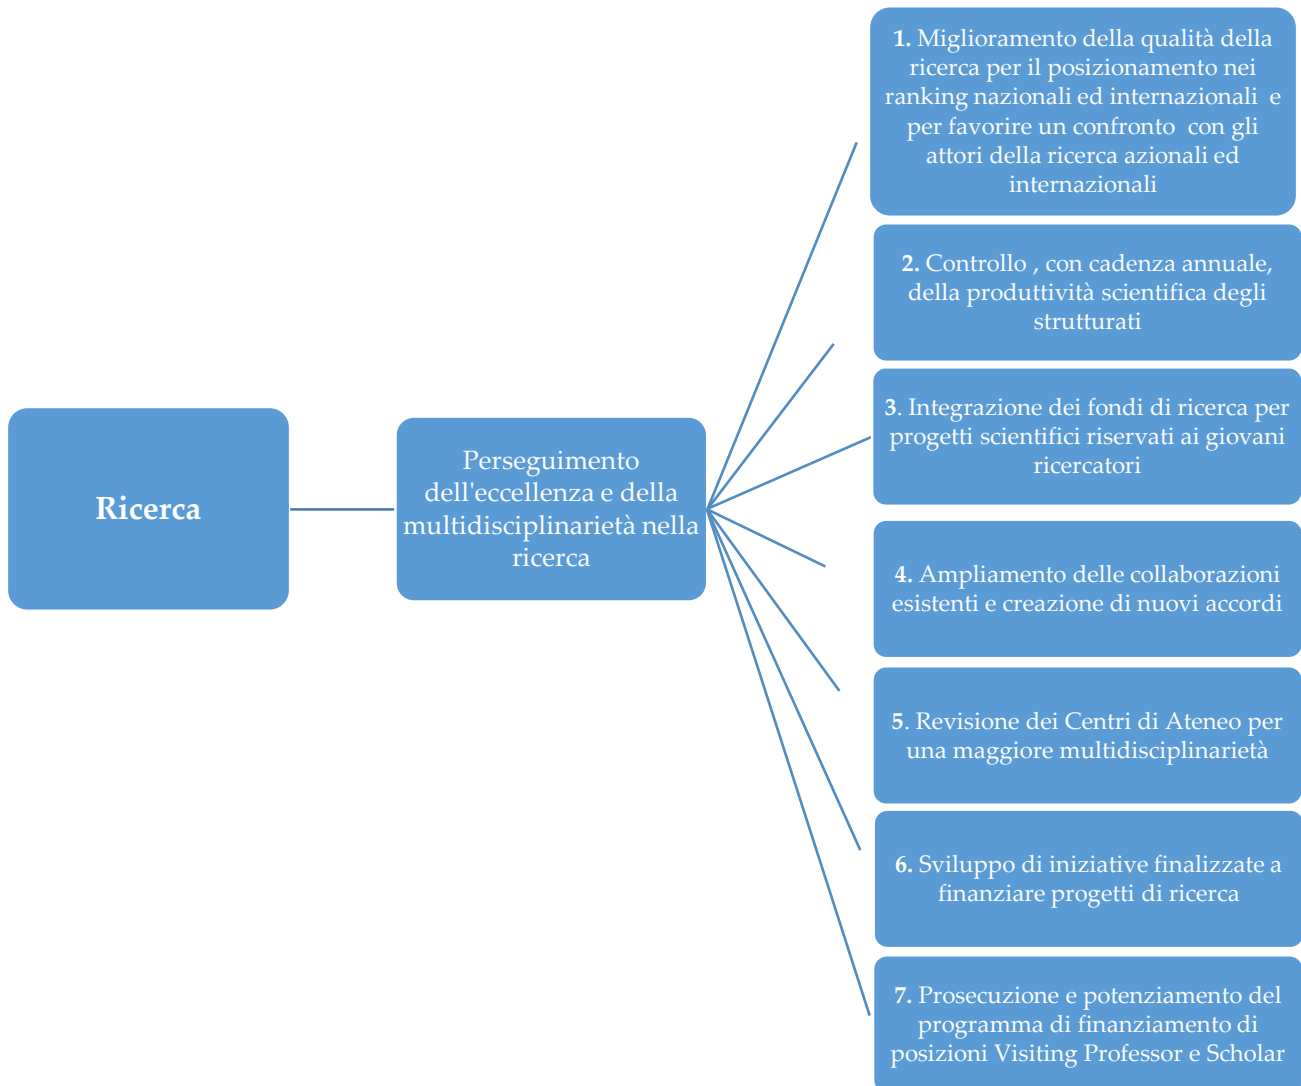 Ricerca
Perseguimento
dell'eccellenza e della
multidisciplinarietà nella
ricerca
1. Miglioramento della qualità della
ricerca per il posizionamento nei
ranking nazionali ed internazionali e
per favorire un confronto con gli
attori della ricerca azionali ed
internazionali
2. Controllo , con cadenza annuale,
della produttività scientifica degli
strutturati
3. Integrazione dei fondi di ricerca per
progetti scientifici riservati ai giovani
ricercatori
4. Ampliamento delle collaborazioni
esistenti e creazione di nuovi accordi
5. Revisione dei Centri di Ateneo per
una maggiore multidisciplinarietà
6. Sviluppo di iniziative finalizzate a
finanziare progetti di ricerca
7. Prosecuzione e potenziamento del
programma di finanziamento di
posizioni Visiting Professor e Scholar